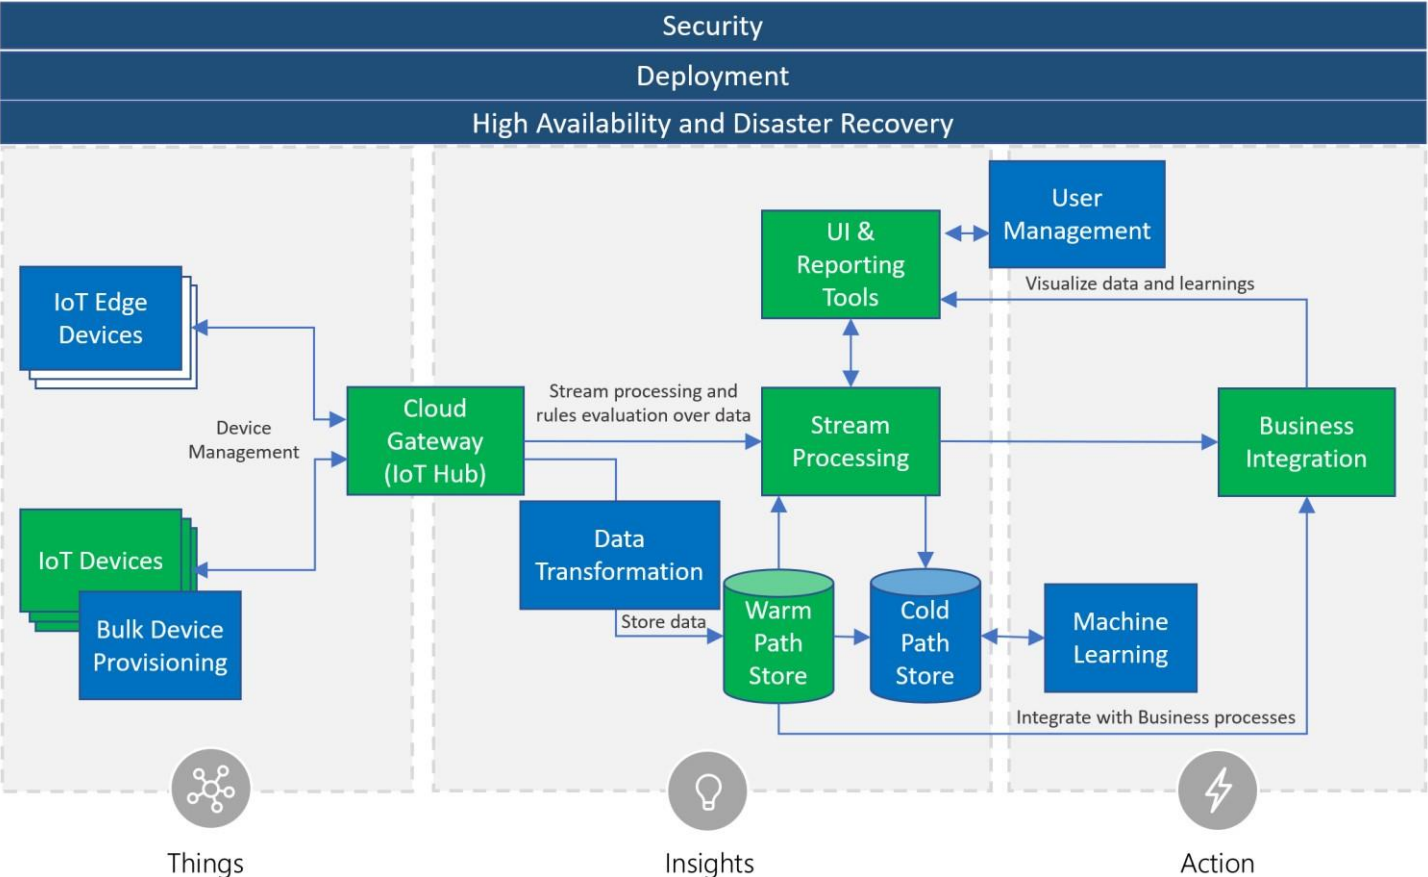 Security
Deployment
High Availability and Disaster Recovery
User
Management
UI &
Reporting
Tools
Visualize data and learnings
IoT Edge
Devices
Device
Management
Cloud
Gateway
(IoT Hub)
Stream processing and
rules evaluation over data
Stream
Processing
Business
Integration
IoT Devices
Bulk Device
Provisioning
Data
Transformation
Store data
Warm
Path
Store
Cold
Path
Store
Machine
Learning
Integrate with Business processes
Things
Insights
Action